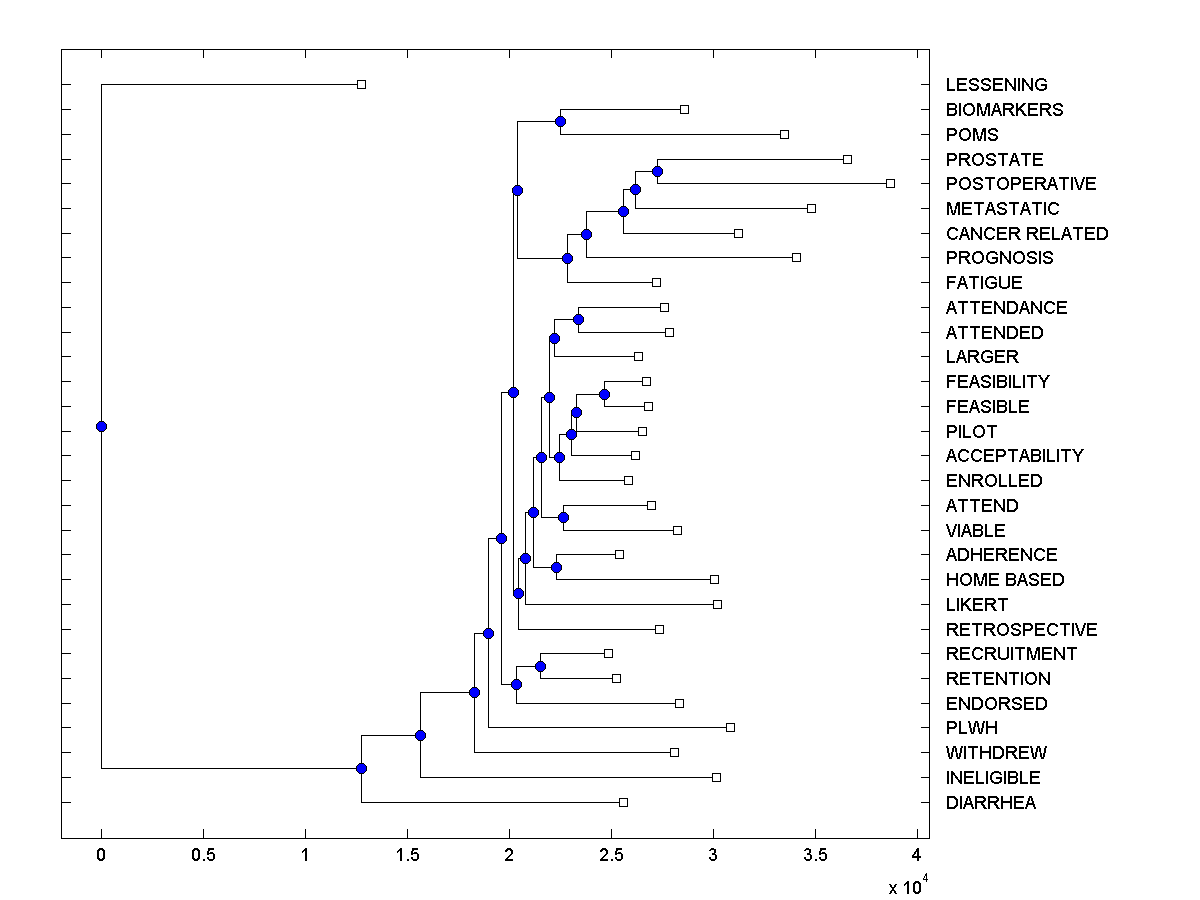 LESSENING
BIOMARKERS
POMS
PROSTATE
POSTOPERATIVE
METASTATIC
CANCER RELATED
PROGNOSIS
FATIGUE
ATTENDANCE
ATTENDED
LARGER
FEASIBILITY
FEASIBLE
PILOT
ACCEPTABILITY
ENROLLED
ATTEND
VIABLE
ADHERENCE
HOME BASED
LIKERT
RETROSPECTIVE
RECRUITMENT
RETENTION
ENDORSED
PLWH
WITHDREW
INELIGIBLE
DIARRHEA
0 0.5 1 1.5 2 2.5 3 3.5 4
x 10^4